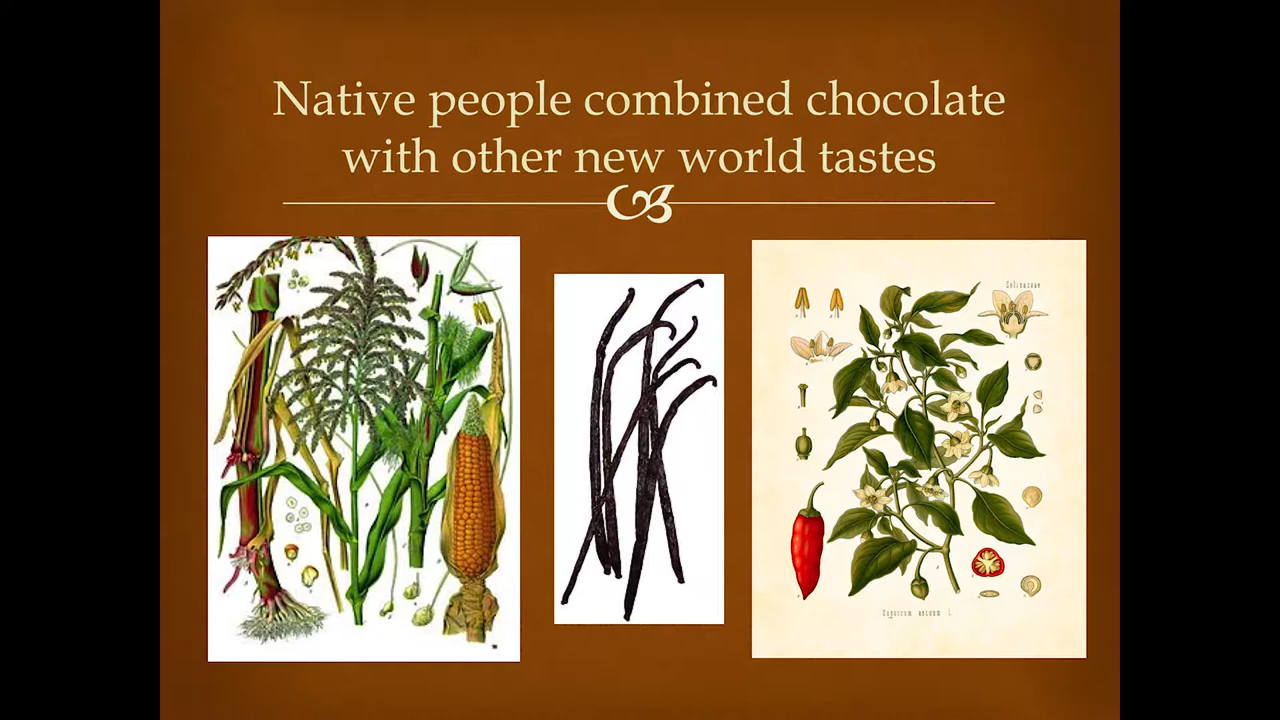 Native people combined chocolate
with other new world tastes